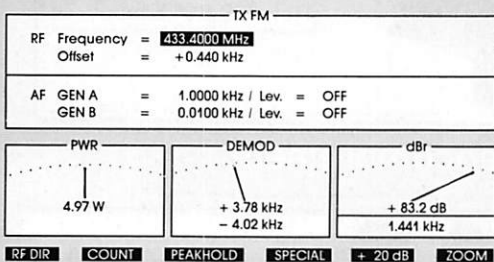 TX FM
RF Frequency = 433.4000 MHz
Offset = +0.440 kHz
AF GEN A = 1.0000 kHz / Lev. = OFF
GEN B = 0.0100 kHz / Lev. = OFF
PWR DEMOD dBr
4.97 W + 3.78 kHz + 83.2 dB
− 4.02 kHz 1.441 kHz
RF DIR COUNT PEAKHOLD SPECIAL + 20 dB ZOOM